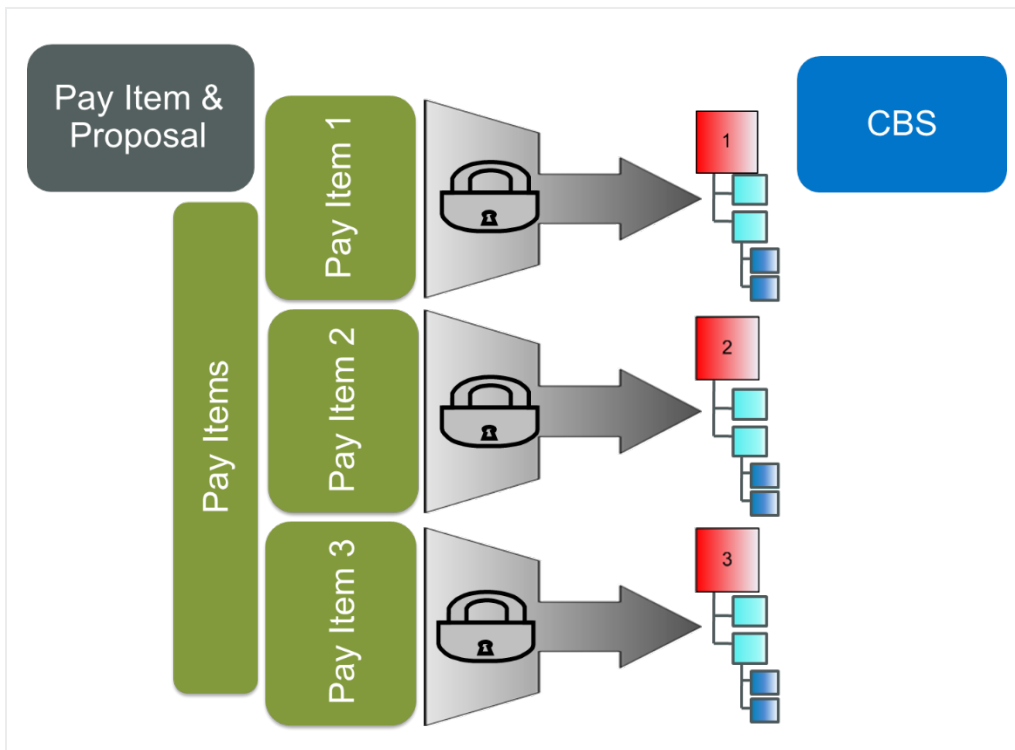 Pay Item &
Proposal
CBS
Pay Items
Pay Item 1
1
Pay Item 2
2
Pay Item 3
3